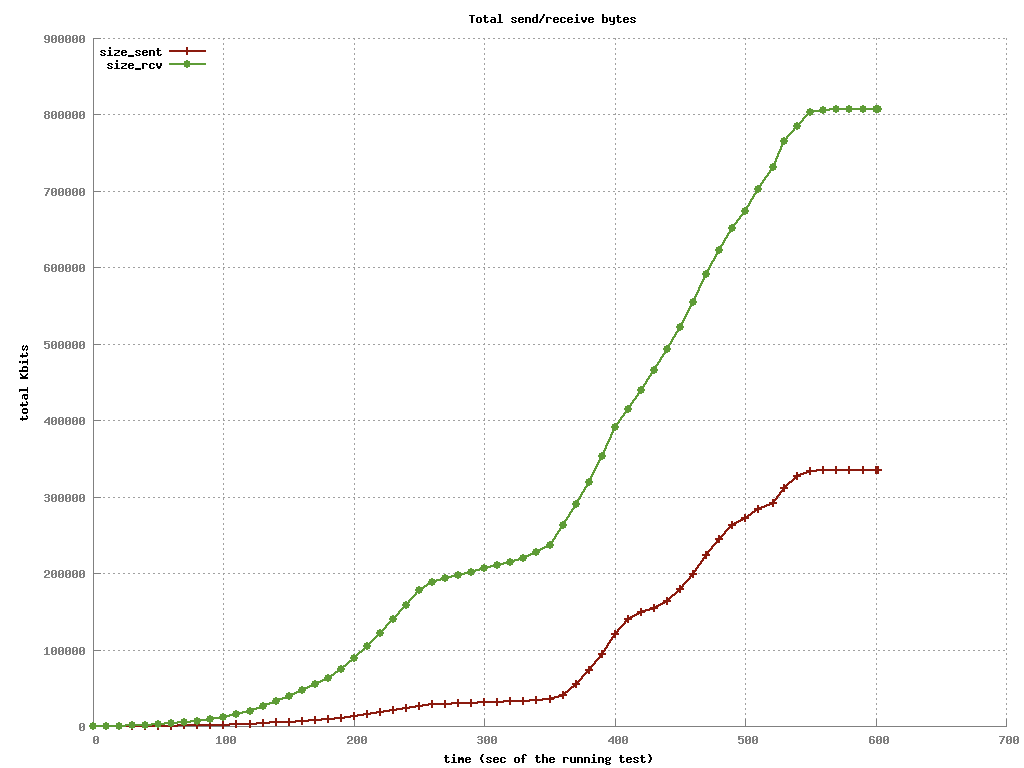 Total send/receive bytes
900000
size_sent
size_rcv
800000
700000
600000
500000
total Kbits
400000
300000
200000
100000
0
0 100 200 300 400 500 600 700
time (sec of the running test)